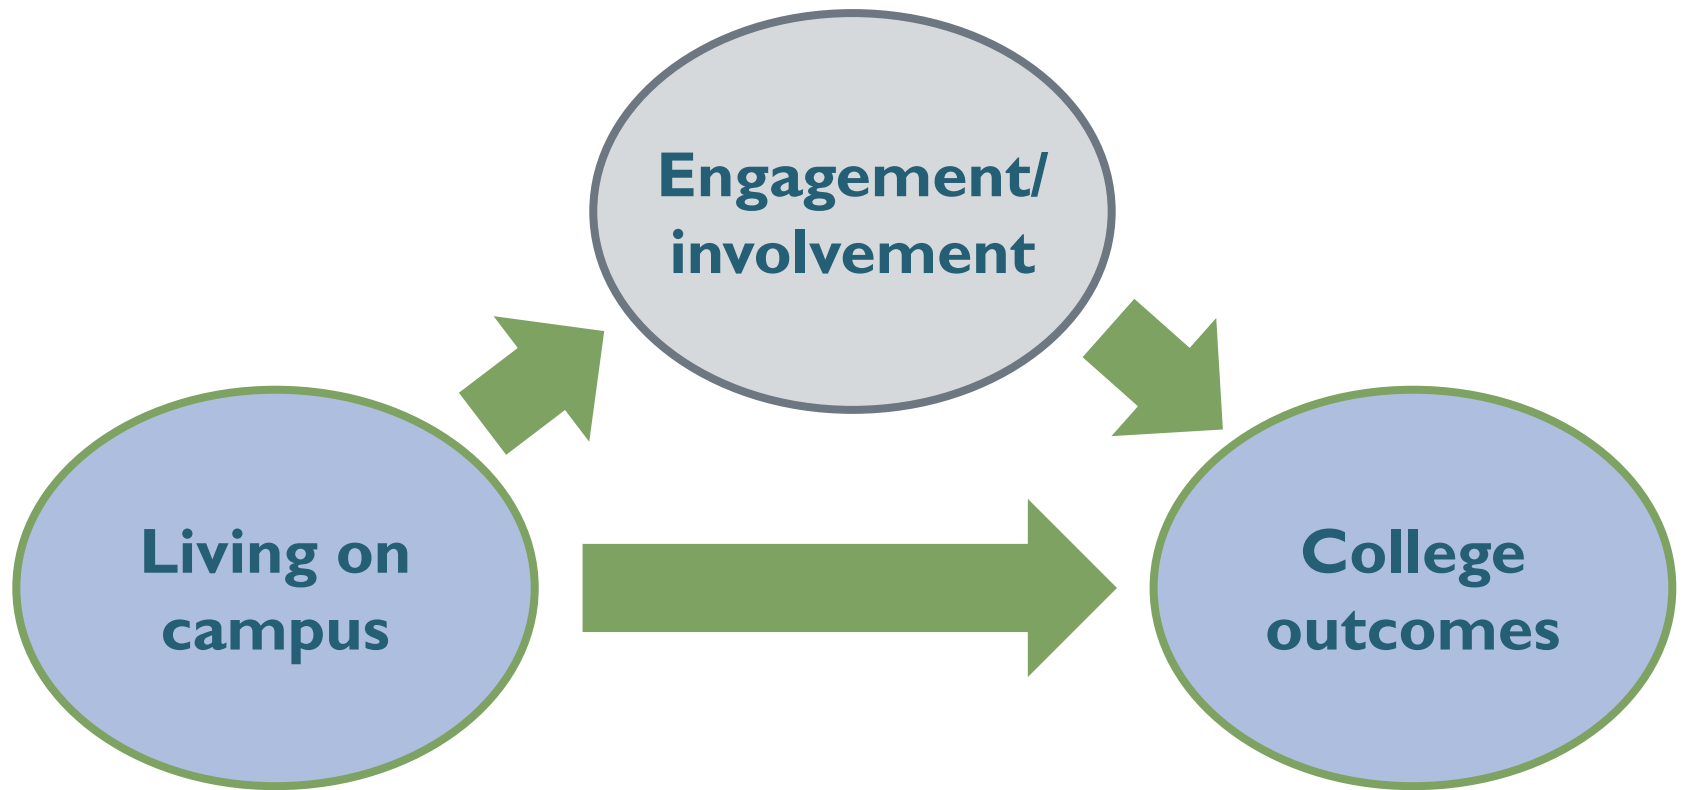 Engagement/
involvement
Living on
campus
College
outcomes